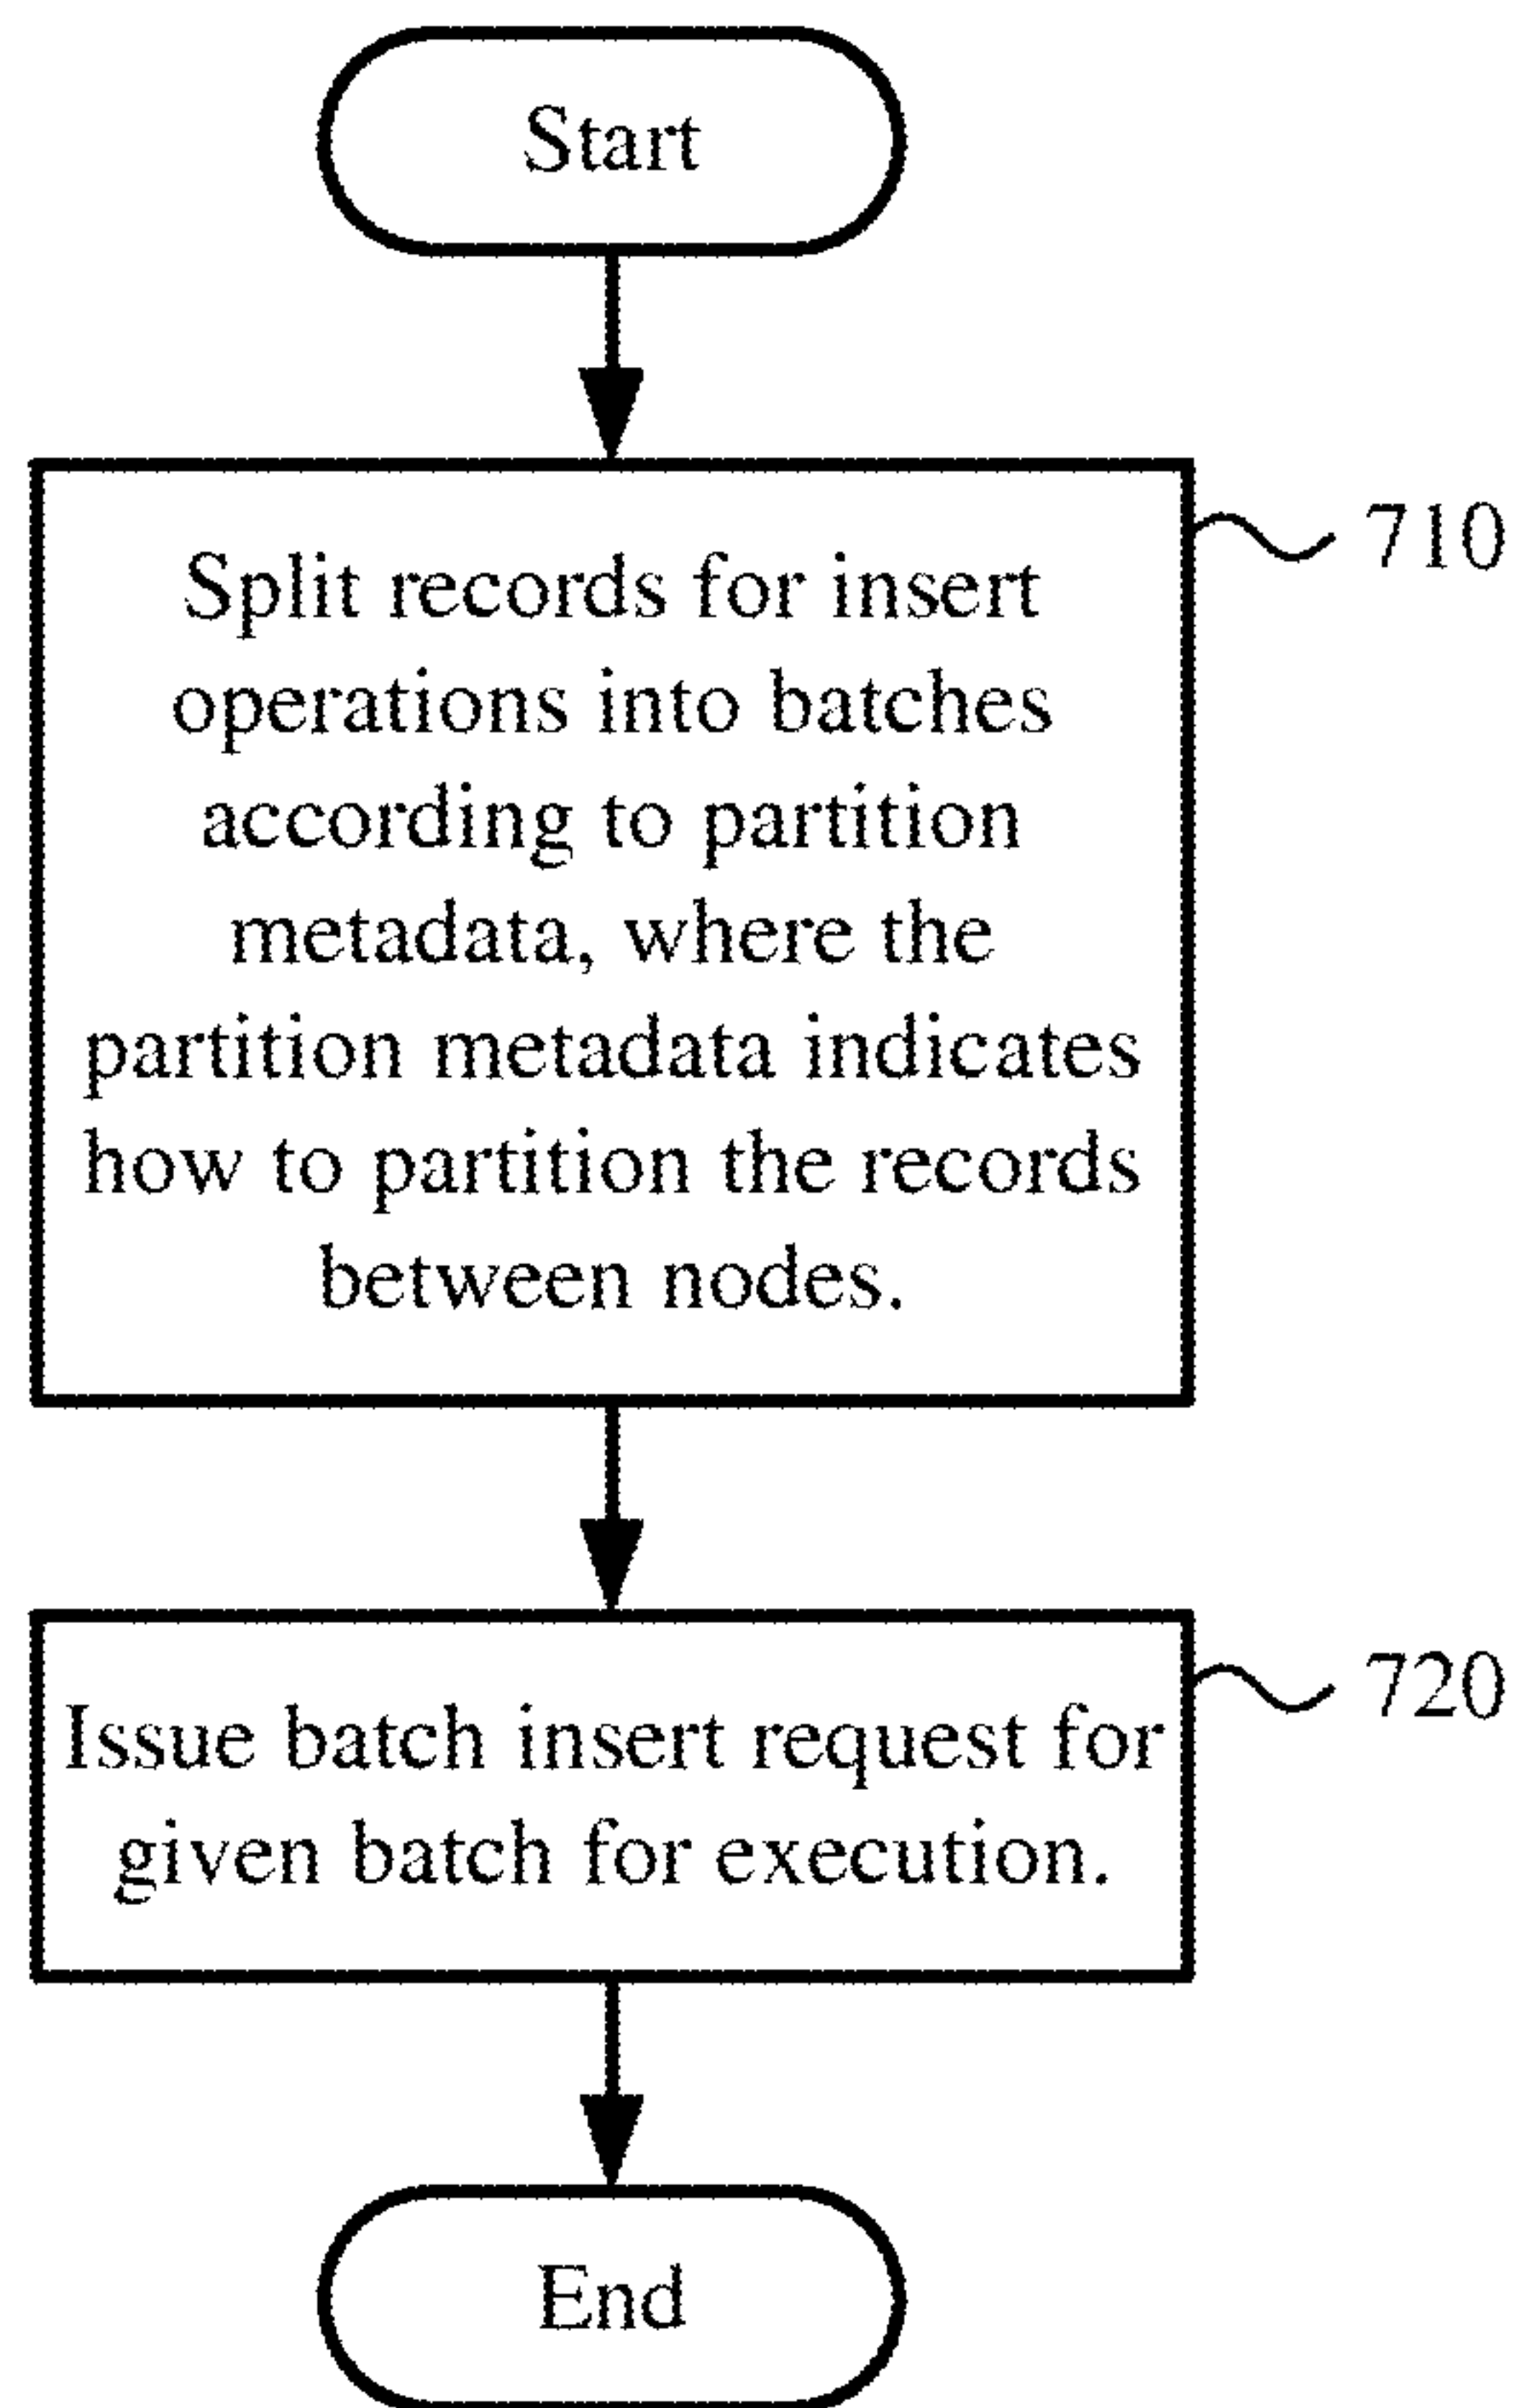 Start
710
Split records for insert
operations into batches
according to partition
metadata, where the
partition metadata indicates
how to partition the records
between nodes.
720
Issue batch insert request for
given batch for execution.
End